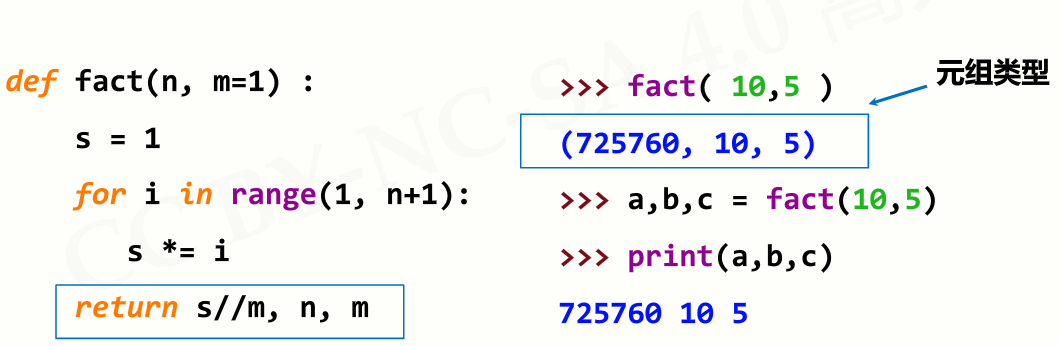 CC BY-NC-SA 4.0
def fact(n, m=1) :
s = 1
for i in range(1, n+1):
s *= i
return s//m, n, m
>>> fact( 10,5 )
元组类型
(725760, 10, 5)
>>> a,b,c = fact(10,5)
>>> print(a,b,c)
725760 10 5